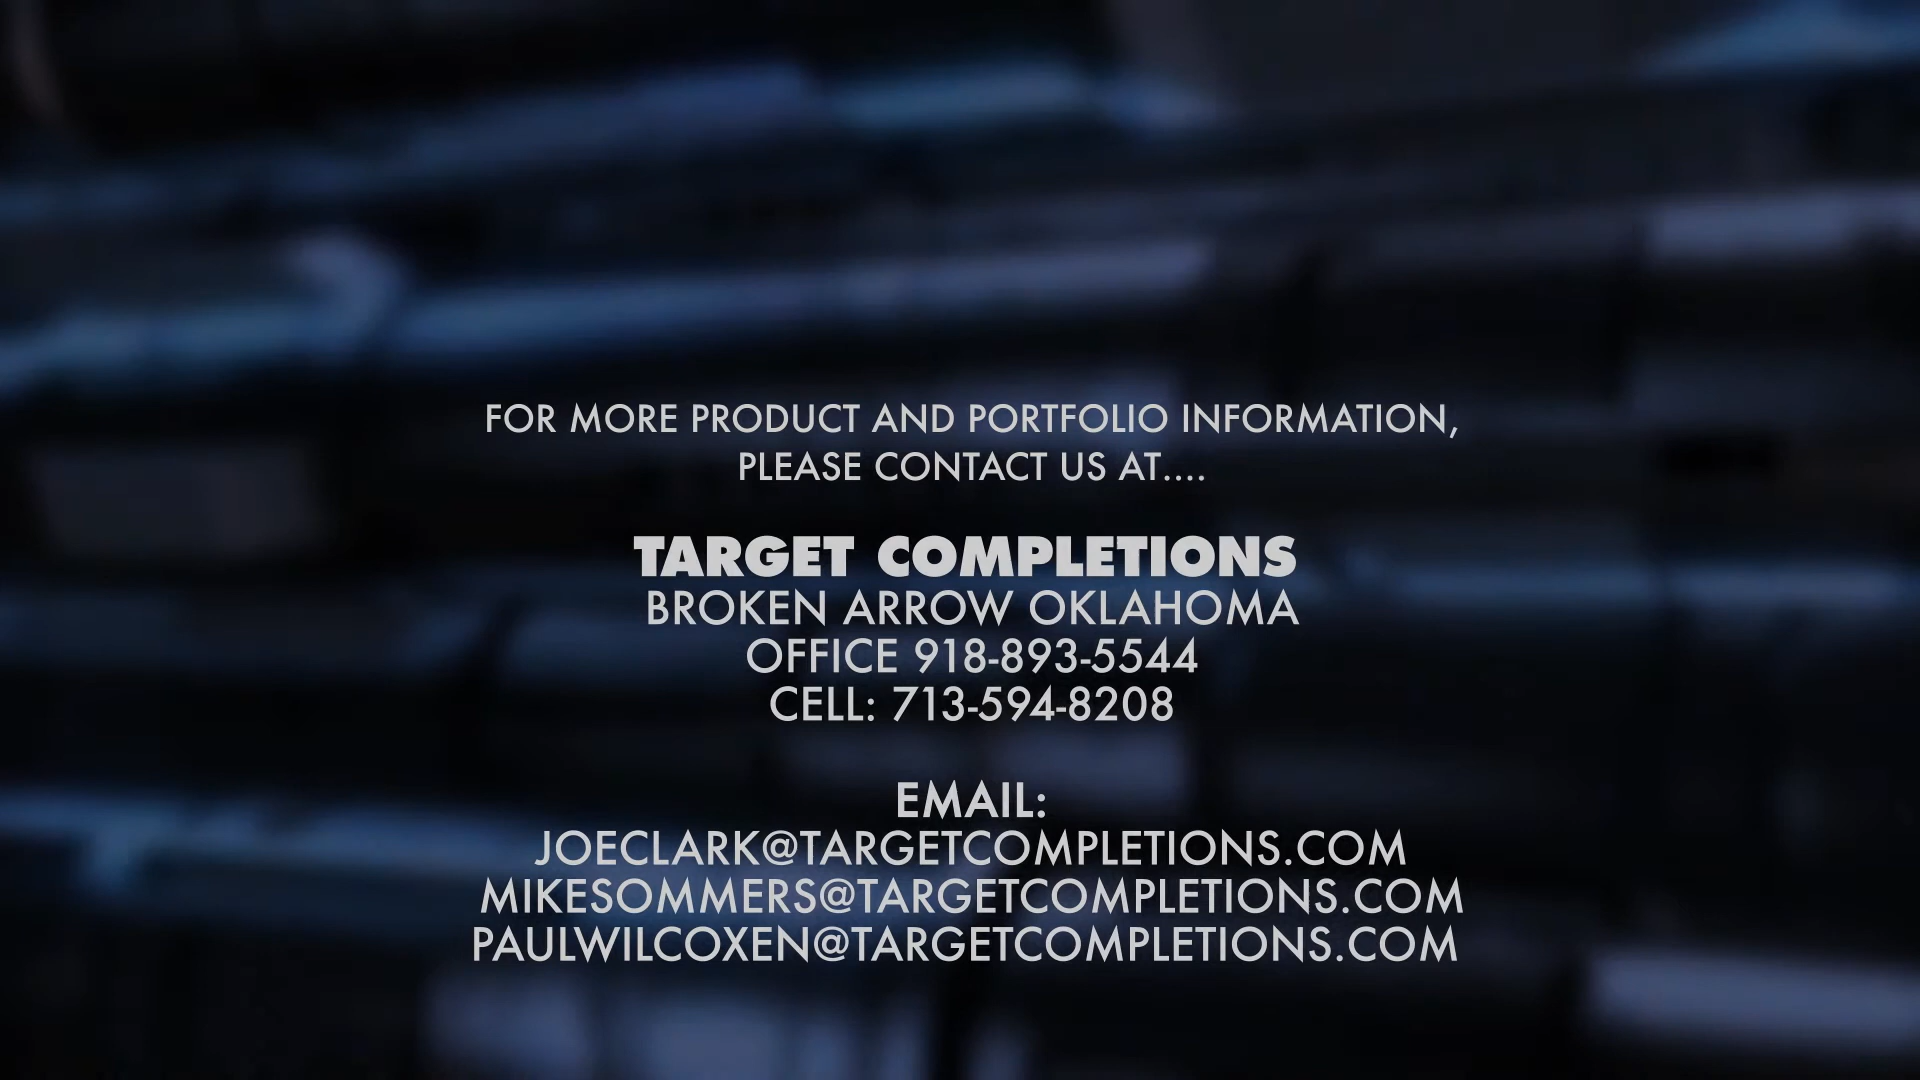 FOR MORE PRODUCT AND PORTFOLIO INFORMATION,
PLEASE CONTACT US AT....
TARGET COMPLETIONS
BROKEN ARROW OKLAHOMA
OFFICE 918-893-5544
CELL: 713-594-8208
EMAIL:
JOECLARK@TARGETCOMPLETIONS.COM
MIKESOMMERS@TARGETCOMPLETIONS.COM
PAULWILCOXEN@TARGETCOMPLETIONS.COM